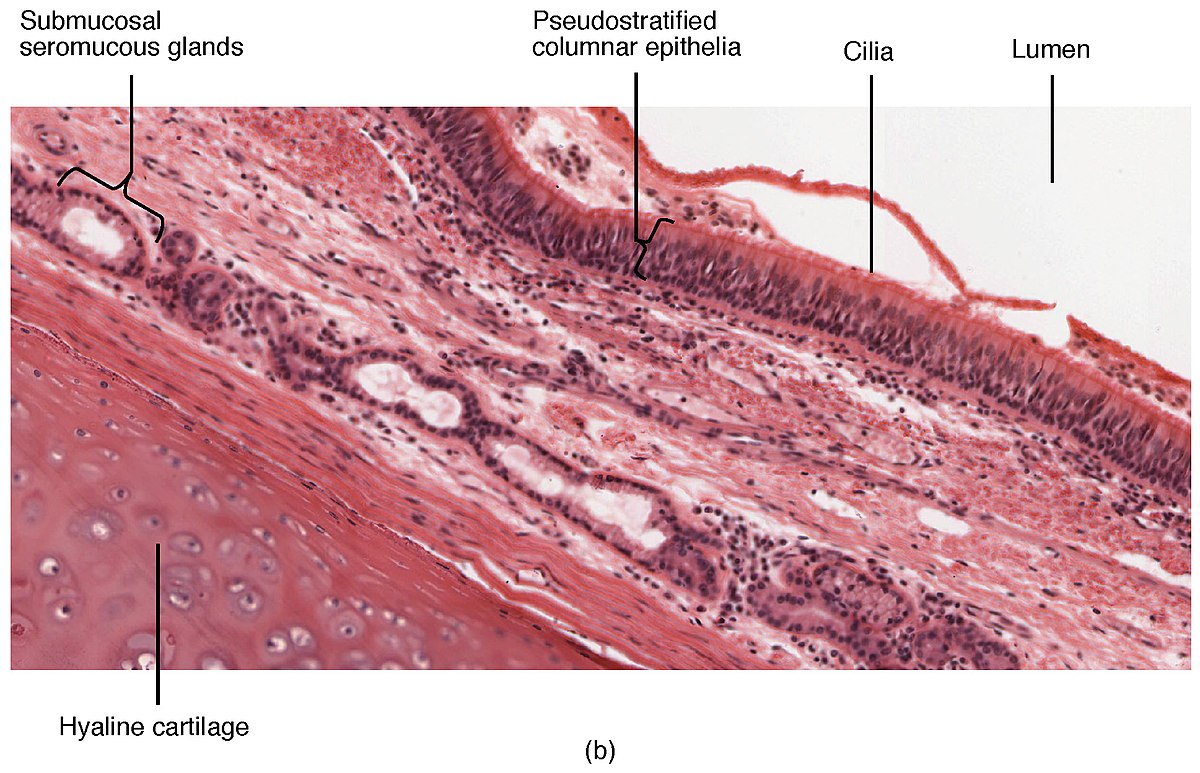 Submucosal
seromucous glands
Pseudostratified
columnar epithelia
Cilia
Lumen
Hyaline cartilage
(b)